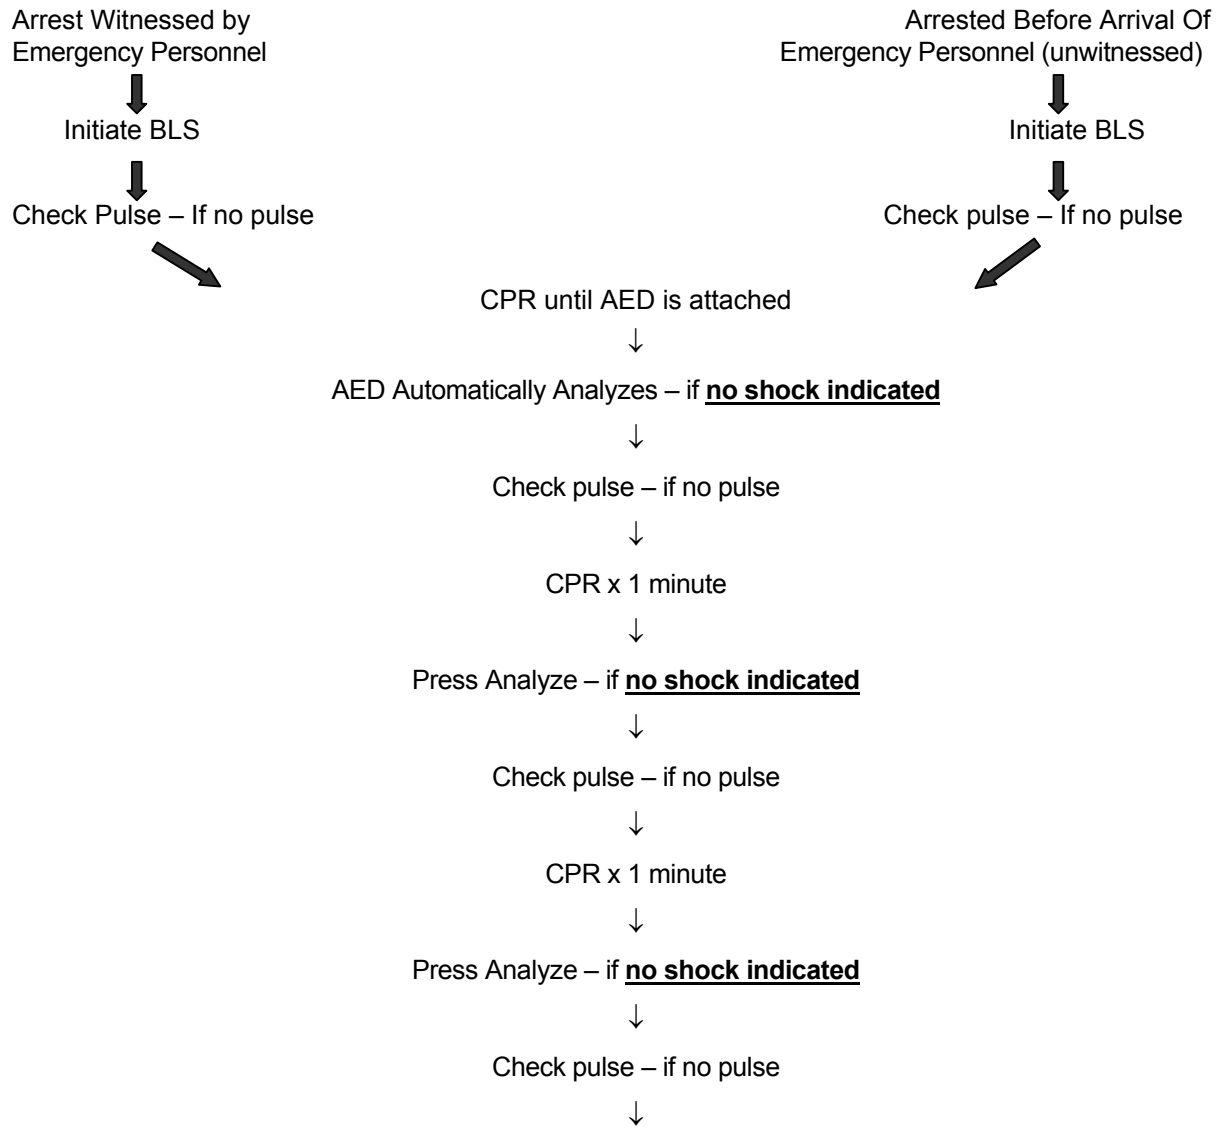 Arrest Witnessed by
Emergency Personnel
Arrested Before Arrival Of
Emergency Personnel (unwitnessed)
Initiate BLS
Initiate BLS
Check Pulse – If no pulse
Check pulse – If no pulse
CPR until AED is attached
↓
AED Automatically Analyzes – if no shock indicated
↓
Check pulse – if no pulse
↓
CPR x 1 minute
↓
Press Analyze – if no shock indicated
↓
Check pulse – if no pulse
↓
CPR x 1 minute
↓
Press Analyze – if no shock indicated
↓
Check pulse – if no pulse
↓